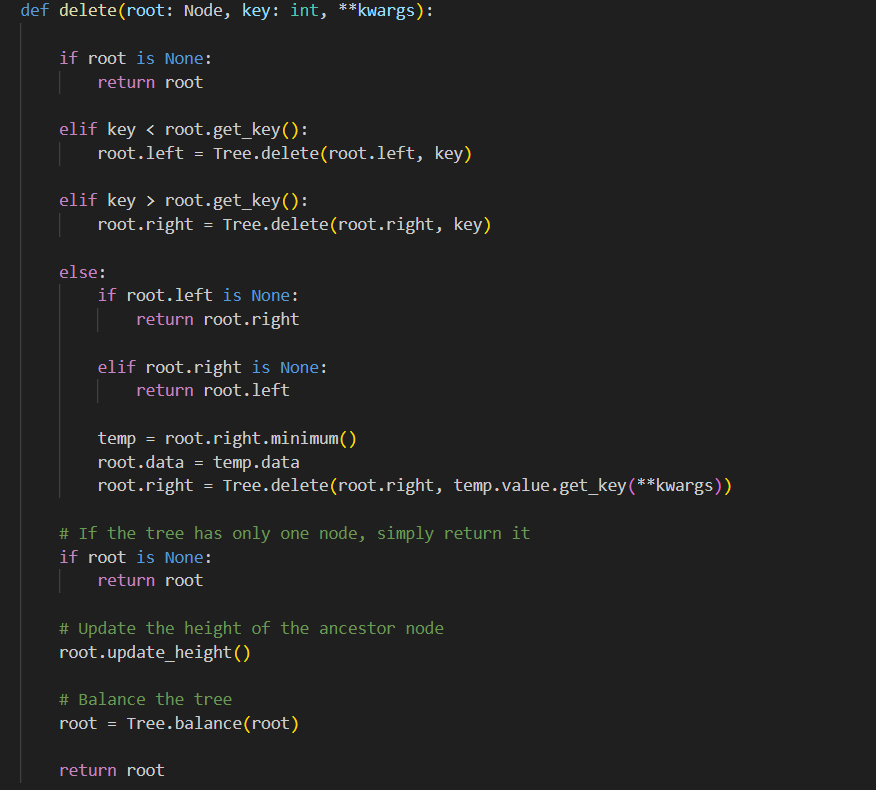 def delete(root: Node, key: int, **kwargs):
if root is None:
return root
elif key < root.get_key():
root.left = Tree.delete(root.left, key)
elif key > root.get_key():
root.right = Tree.delete(root.right, key)
else:
if root.left is None:
return root.right
elif root.right is None:
return root.left
temp = root.right.minimum()
root.data = temp.data
root.right = Tree.delete(root.right, temp.value.get_key(**kwargs))
# If the tree has only one node, simply return it
if root is None:
return root
# Update the height of the ancestor node
root.update_height()
# Balance the tree
root = Tree.balance(root)
return root